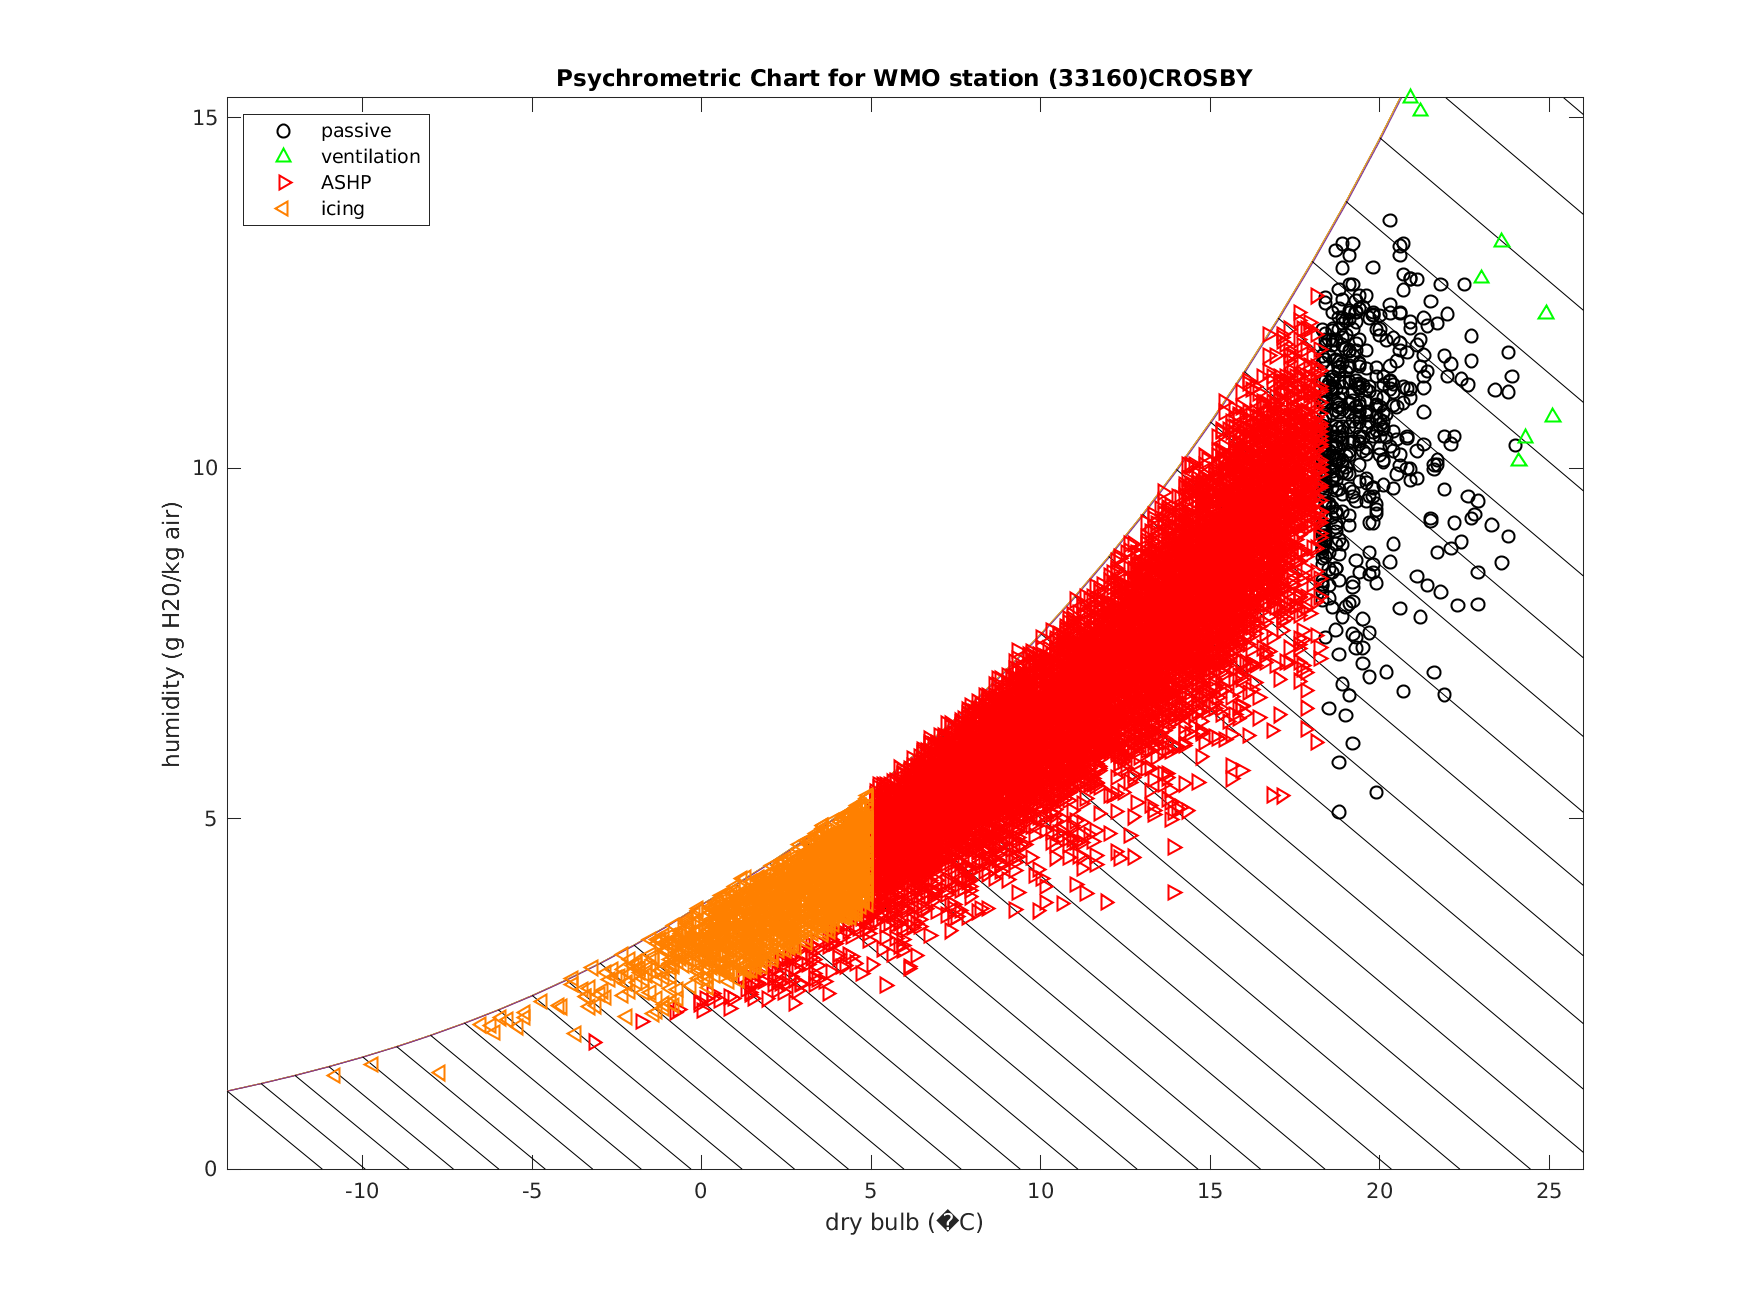 Psychrometric Chart for WMO station (33160)CROSBY
passive
ventilation
ASHP
icing
15
10
5
0
humidity (g H20/kg air)
-10 -5 0 5 10 15 20 25
dry bulb (�C)